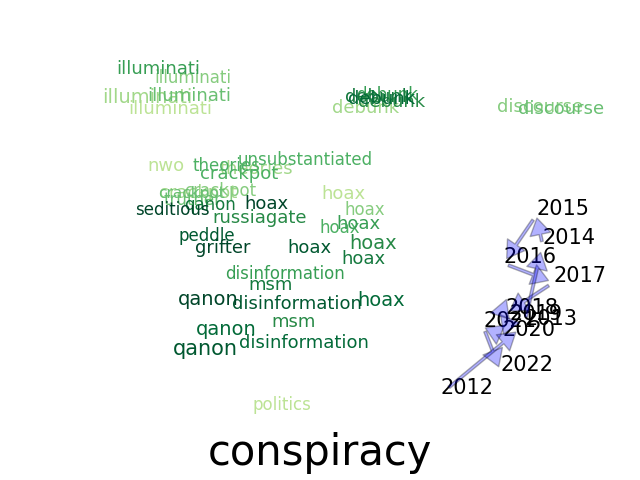 illuminati
illuminati
illuminati illuminati
illuminati
debunk
debunk
debunk
debunk
debunk
discourse
discourse
unsubstantiated
nwo theories theories
crackpot
crackpot crackpot
hoax
qanon hoax
seditious
hoax
russiagate
hoax
hoax
peddle
grifter hoax hoax
hoax
disinformation
msm
qanon disinformation hoax
msm
qanon
disinformation
qanon
politics
2015
2014
2016
2017
2018
2019
2013
2020
2022
2012
conspiracy